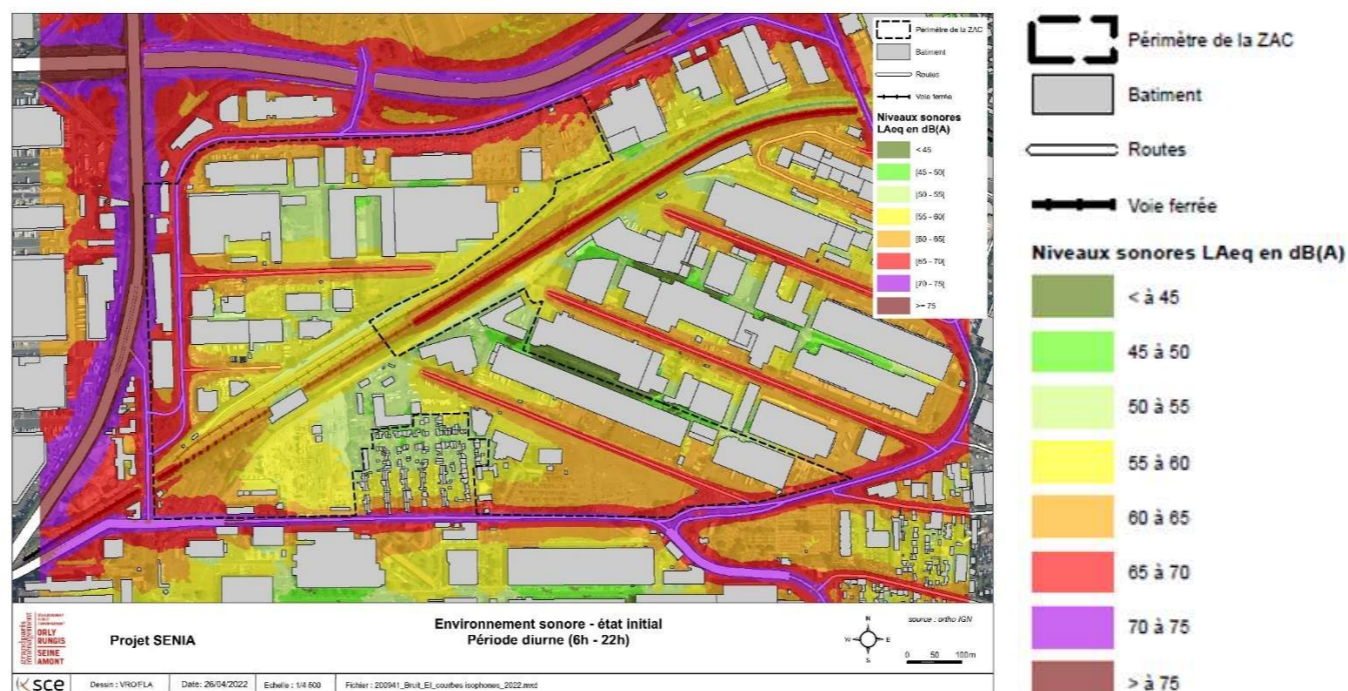 Périmètre de la ZAC
Batiment
Routes
Voie ferrée
Niveaux sonores
LAeq en dB(A)
< 45
[45 - 50[
[50 - 55[
[55 - 60[
[60 - 65[
[65 - 70[
[70 - 75[
>= 75
Périmètre de la ZAC
Batiment
Routes
Voie ferrée
Niveaux sonores LAeq en dB(A)
< à 45
45 à 50
50 à 55
55 à 60
60 à 65
65 à 70
70 à 75
> à 75
grandparis
aménagement
ORLY
RUNGIS
SEINE
AMONT
Projet SENIA
Environnement sonore - état initial
Période diurne (6h - 22h)
N
W
E
S
source : ortho IGN
0 50 100m
sce
Dessin : VRO/FLA
Date: 26/04/2022
Echelle : 1/4 500
Fichier : 200941_Bruit_EI_courbes isophones_2022.mxd